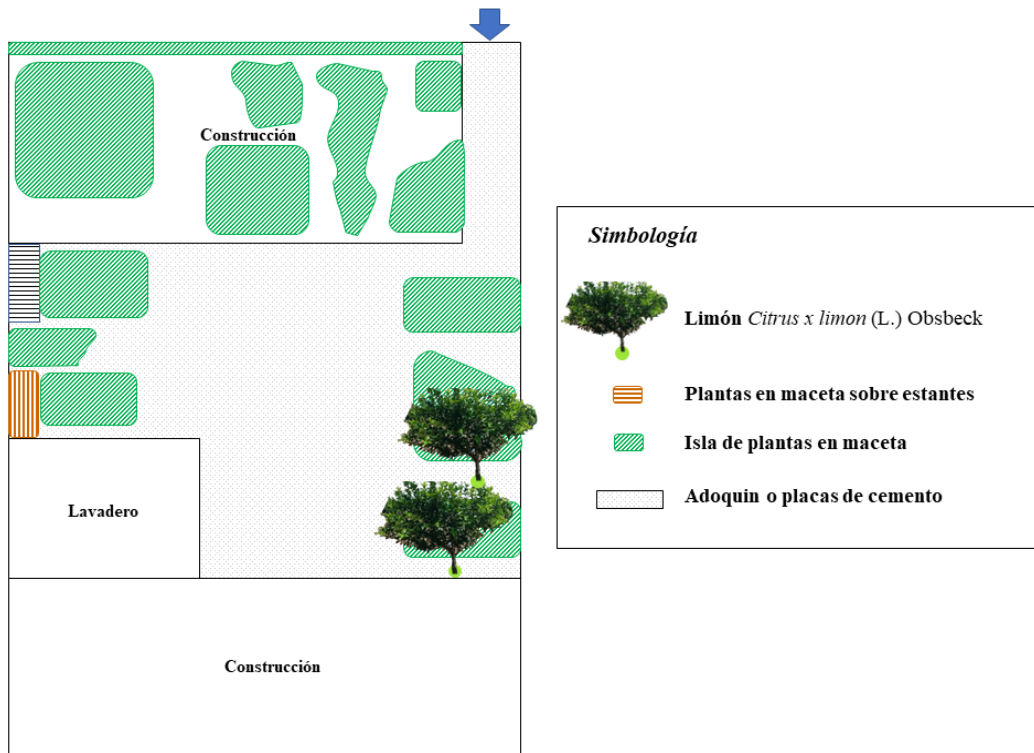 Construcción
Simbología
Limón Citrus x limon (L.) Obsbeck
Plantas en maceta sobre estantes
Isla de plantas en maceta
Adoquin o placas de cemento
Lavadero
Construcción